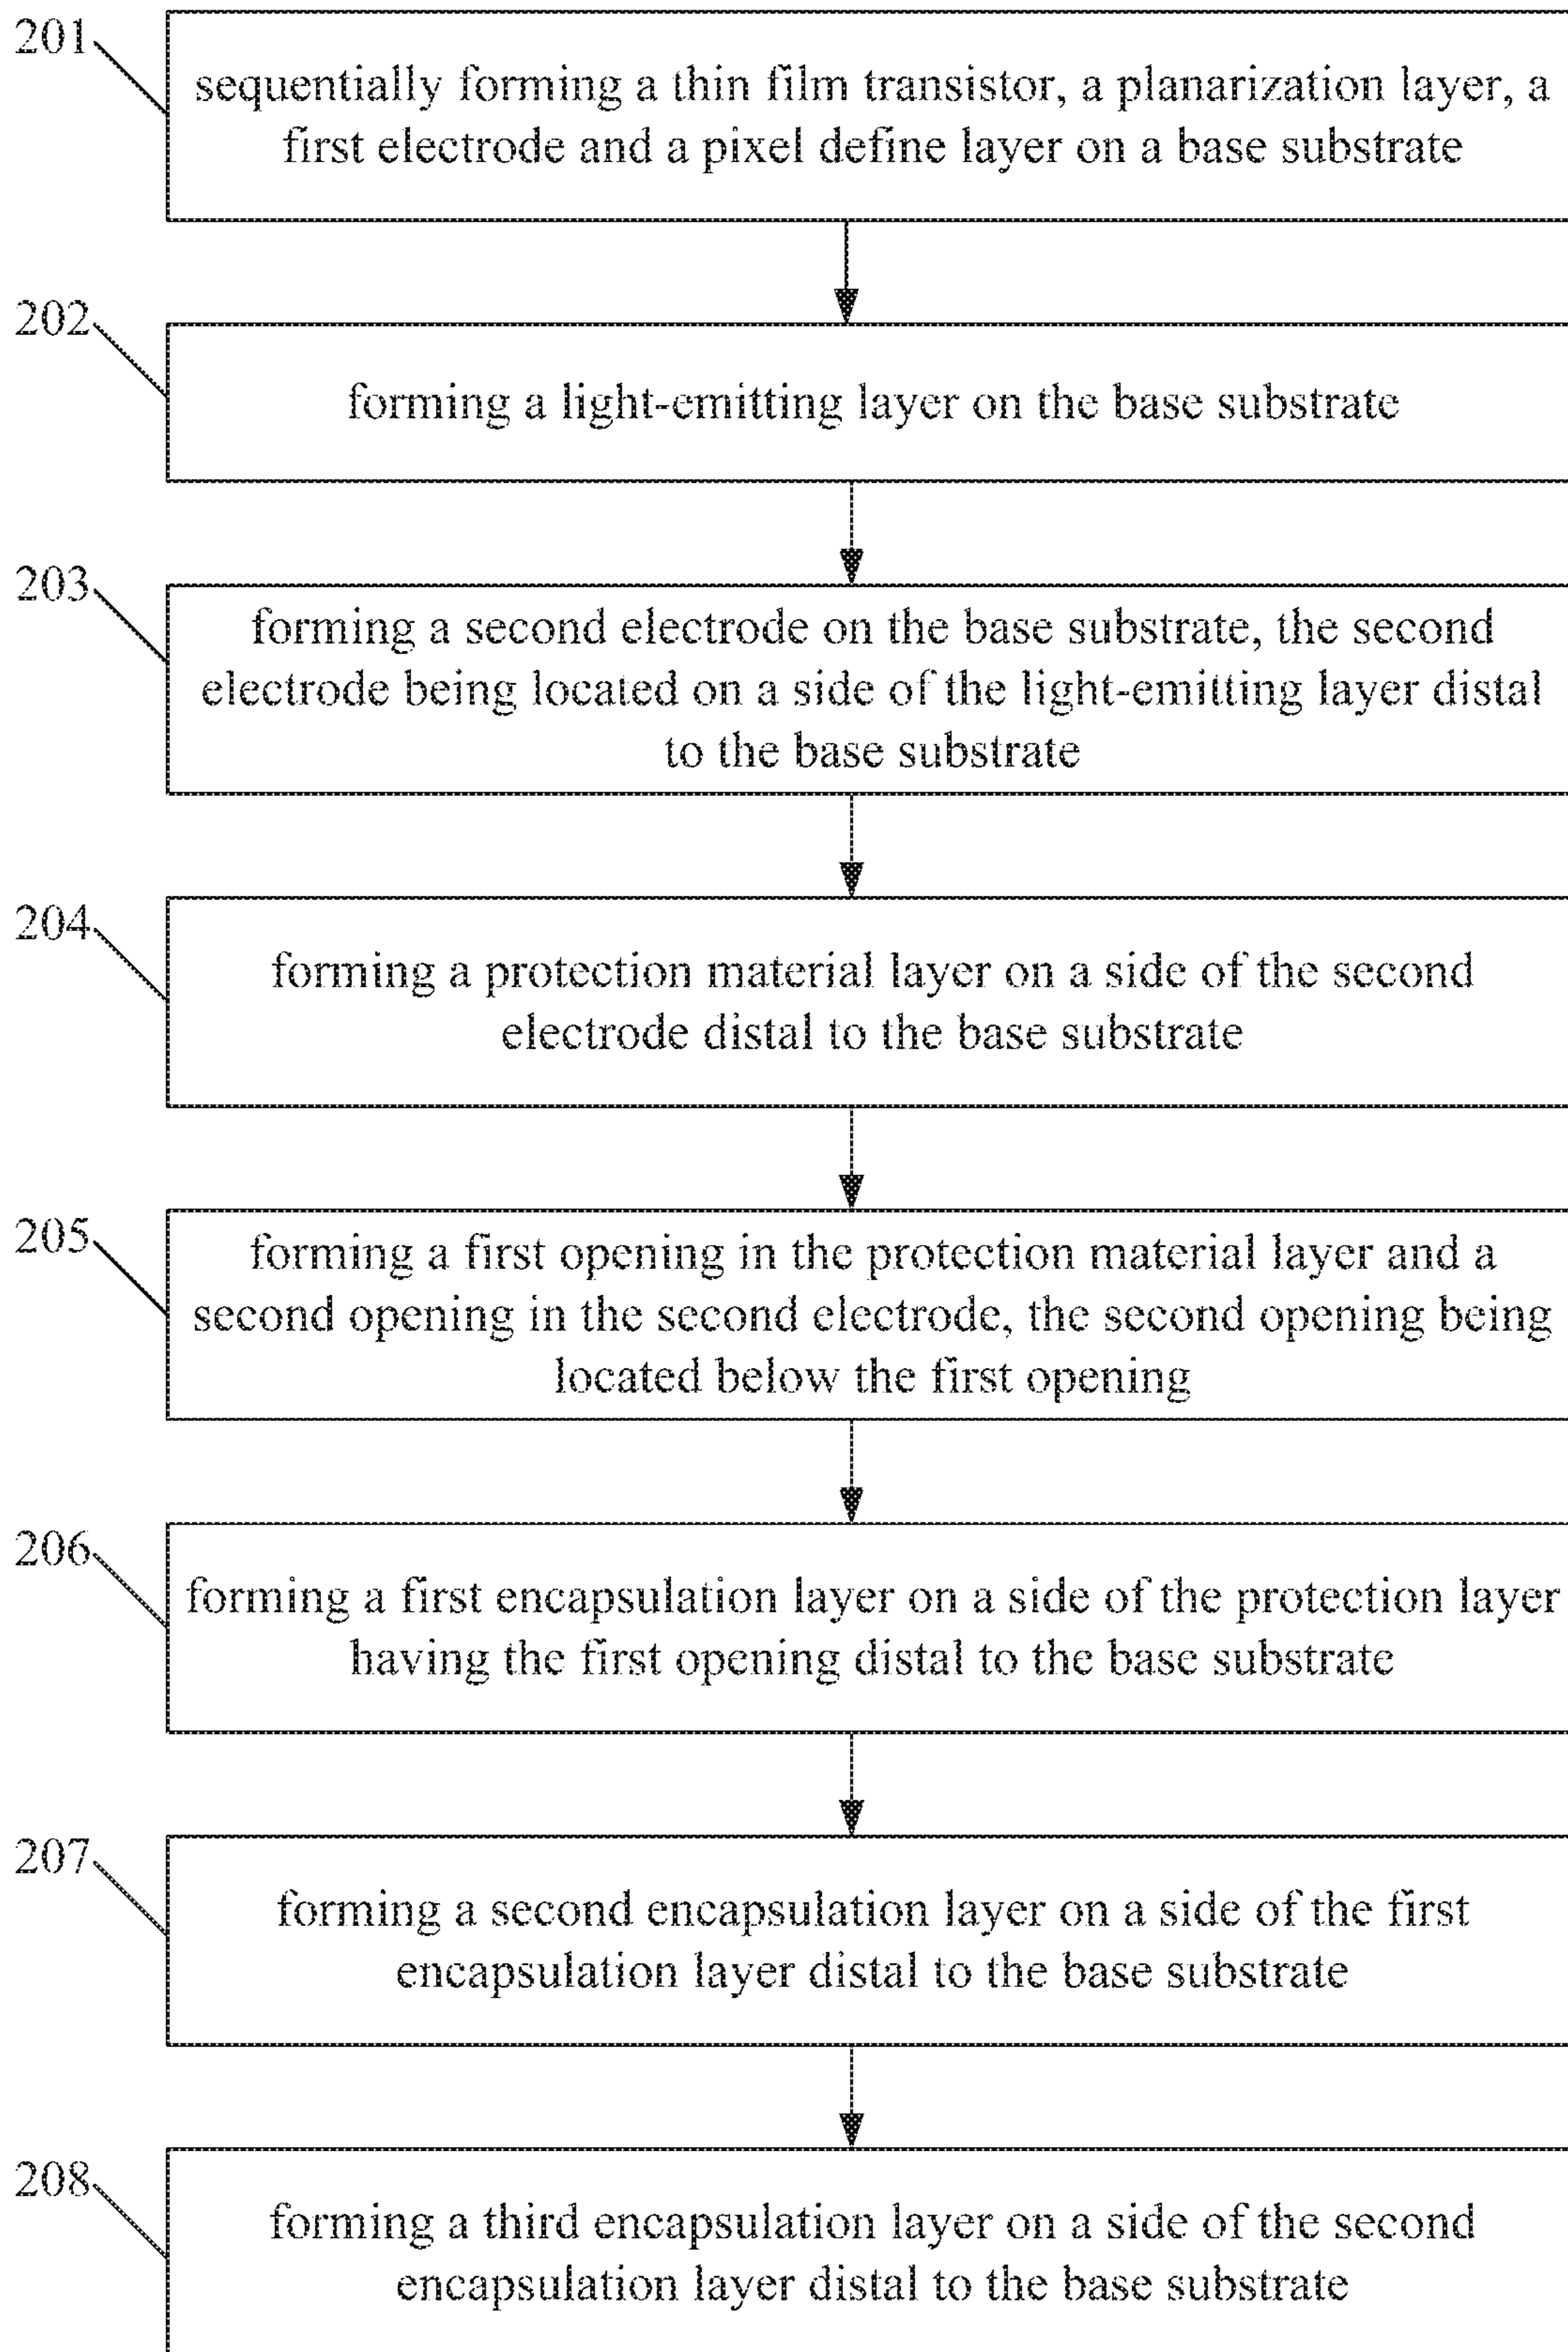 201
sequentially forming a thin film transistor, a planarization layer, a
first electrode and a pixel define layer on a base substrate
202
forming a light-emitting layer on the base substrate
203
forming a second electrode on the base substrate, the second
electrode being located on a side of the light-emitting layer distal
to the base substrate
204
forming a protection material layer on a side of the second
electrode distal to the base substrate
205
forming a first opening in the protection material layer and a
second opening in the second electrode, the second opening being
located below the first opening
206
forming a first encapsulation layer on a side of the protection layer
having the first opening distal to the base substrate
207
forming a second encapsulation layer on a side of the first
encapsulation layer distal to the base substrate
208
forming a third encapsulation layer on a side of the second
encapsulation layer distal to the base substrate